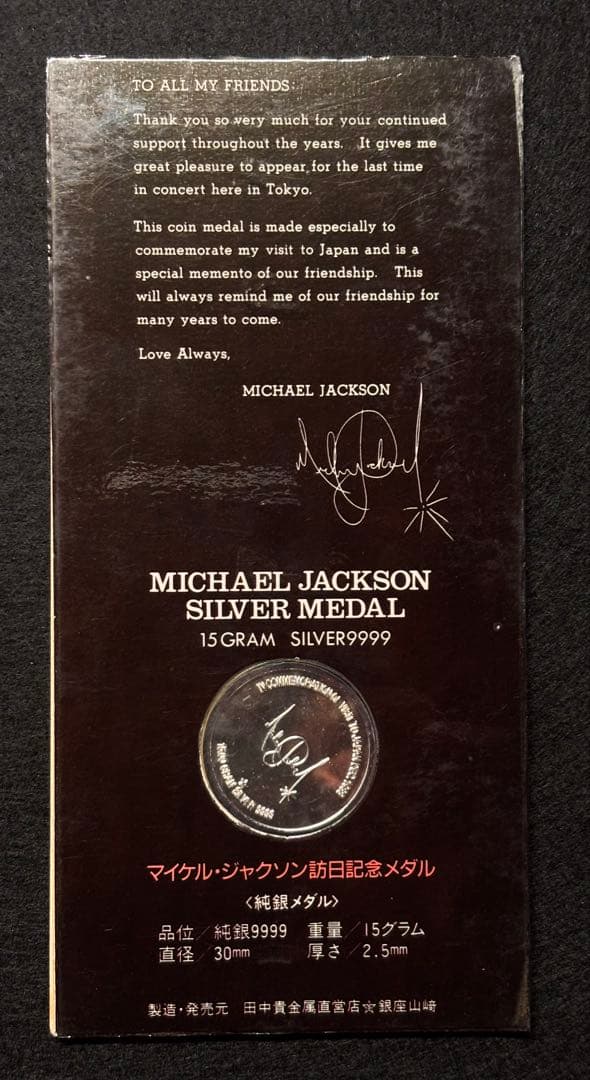 TO ALL MY FRIENDS:
Thank you so very much for your continued
support throughout the years. It gives me
great pleasure to appear for the last time
in concert here in Tokyo.
This coin medal is made especially to
commemorate my visit to Japan and is a
special memento of our friendship. This
will always remind me of our friendship for
many years to come.
Love Always,
MICHAEL JACKSON
Michael Jackson
MICHAEL JACKSON
SILVER MEDAL
15 GRAM SILVER9999
マイケル・ジャクソン訪日記念メダル
〈純銀メダル〉
品位／純銀9999 重量／15グラム
直径／30mm 厚さ／2.5mm
製造・発売元 田中貴金属直営店☆銀座山﨑